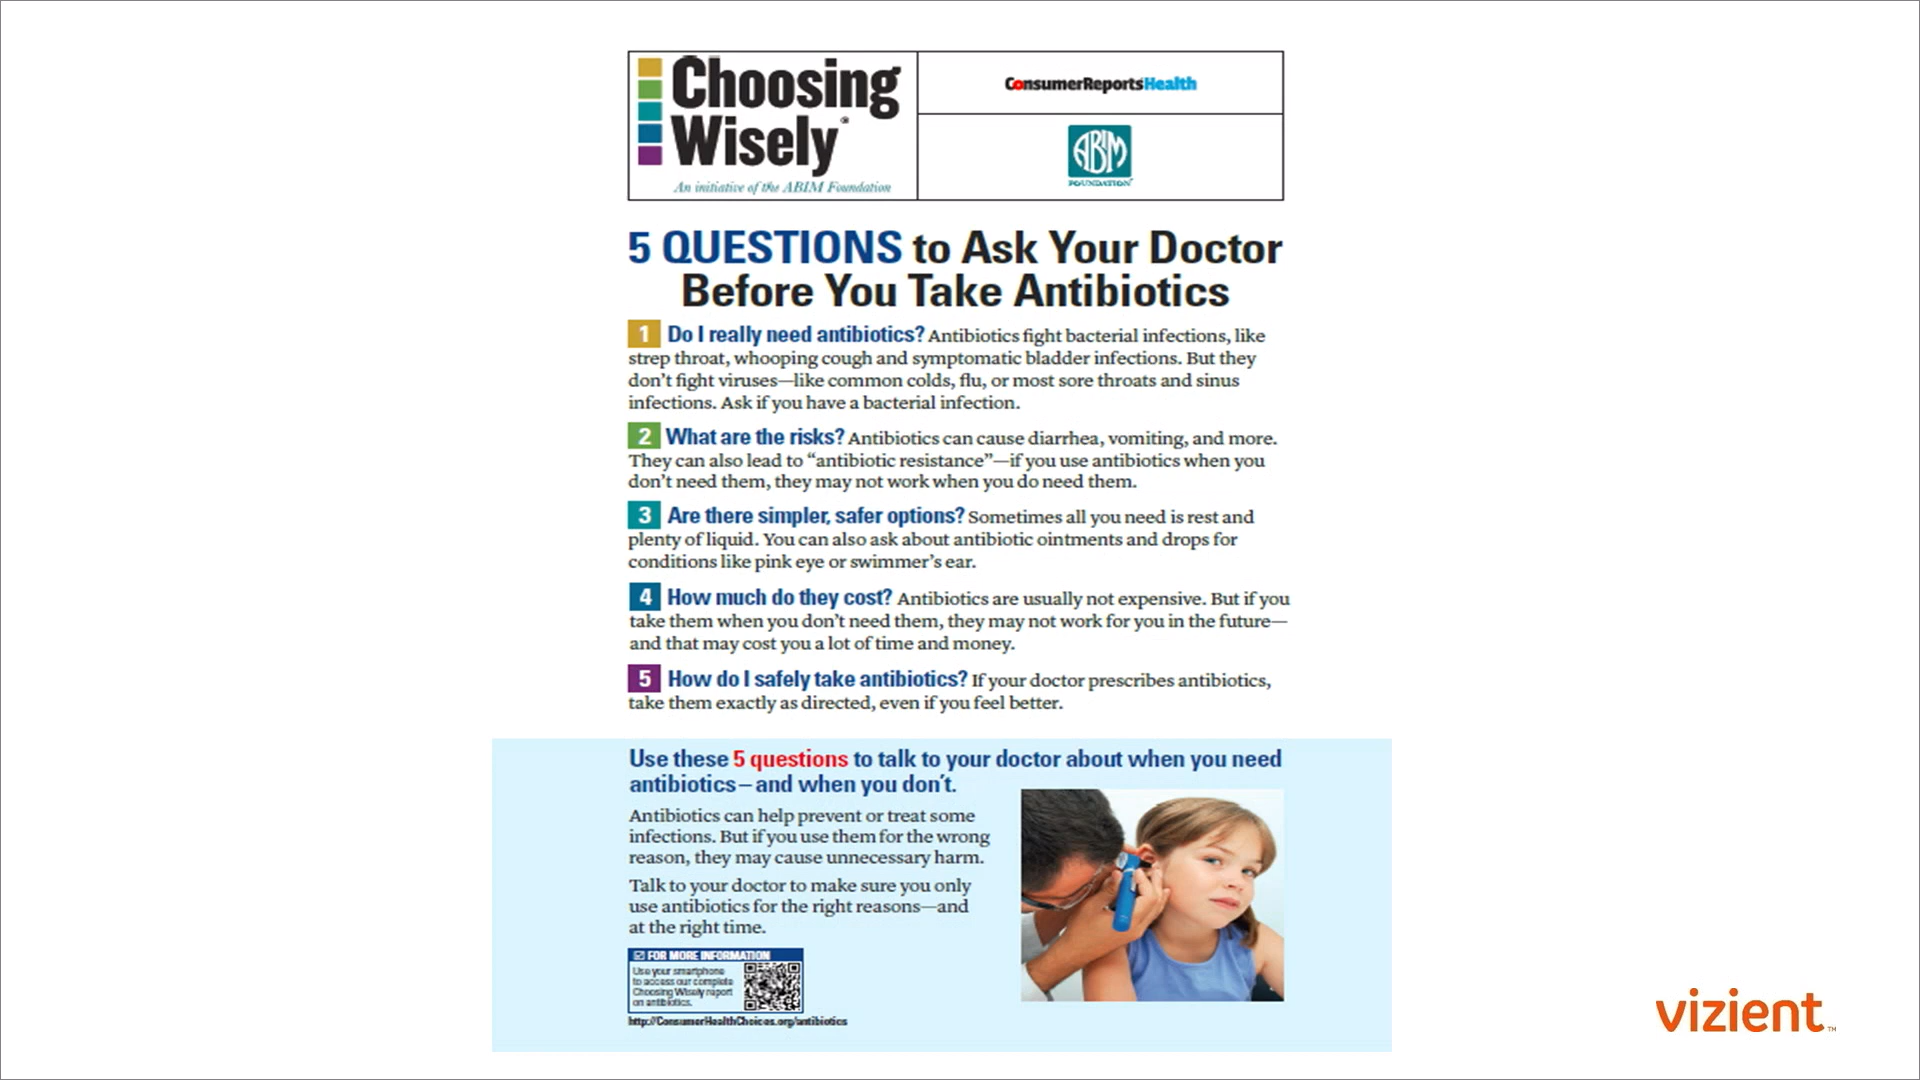 Choosing
Wisely®
An initiative of the ABIM Foundation
ConsumerReportsHealth
ABIM
FOUNDATION
5 QUESTIONS to Ask Your Doctor
Before You Take Antibiotics
1 Do I really need antibiotics? Antibiotics fight bacterial infections, like
strep throat, whooping cough and symptomatic bladder infections. But they
don't fight viruses—like common colds, flu, or most sore throats and sinus
infections. Ask if you have a bacterial infection.
2 What are the risks? Antibiotics can cause diarrhea, vomiting, and more.
They can also lead to “antibiotic resistance”—if you use antibiotics when you
don't need them, they may not work when you do need them.
3 Are there simpler, safer options? Sometimes all you need is rest and
plenty of liquid. You can also ask about antibiotic ointments and drops for
conditions like pink eye or swimmer's ear.
4 How much do they cost? Antibiotics are usually not expensive. But if you
take them when you don't need them, they may not work for you in the future—
and that may cost you a lot of time and money.
5 How do I safely take antibiotics? If your doctor prescribes antibiotics,
take them exactly as directed, even if you feel better.
Use these 5 questions to talk to your doctor about when you need
antibiotics—and when you don't.
Antibiotics can help prevent or treat some
infections. But if you use them for the wrong
reason, they may cause unnecessary harm.
Talk to your doctor to make sure you only
use antibiotics for the right reasons—and
at the right time.
FOR MORE INFORMATION
Use your smartphone
to access our complete
Choosing Wisely report
on antibiotics.
http://ConsumerHealthChoices.org/antibiotics
vizient™